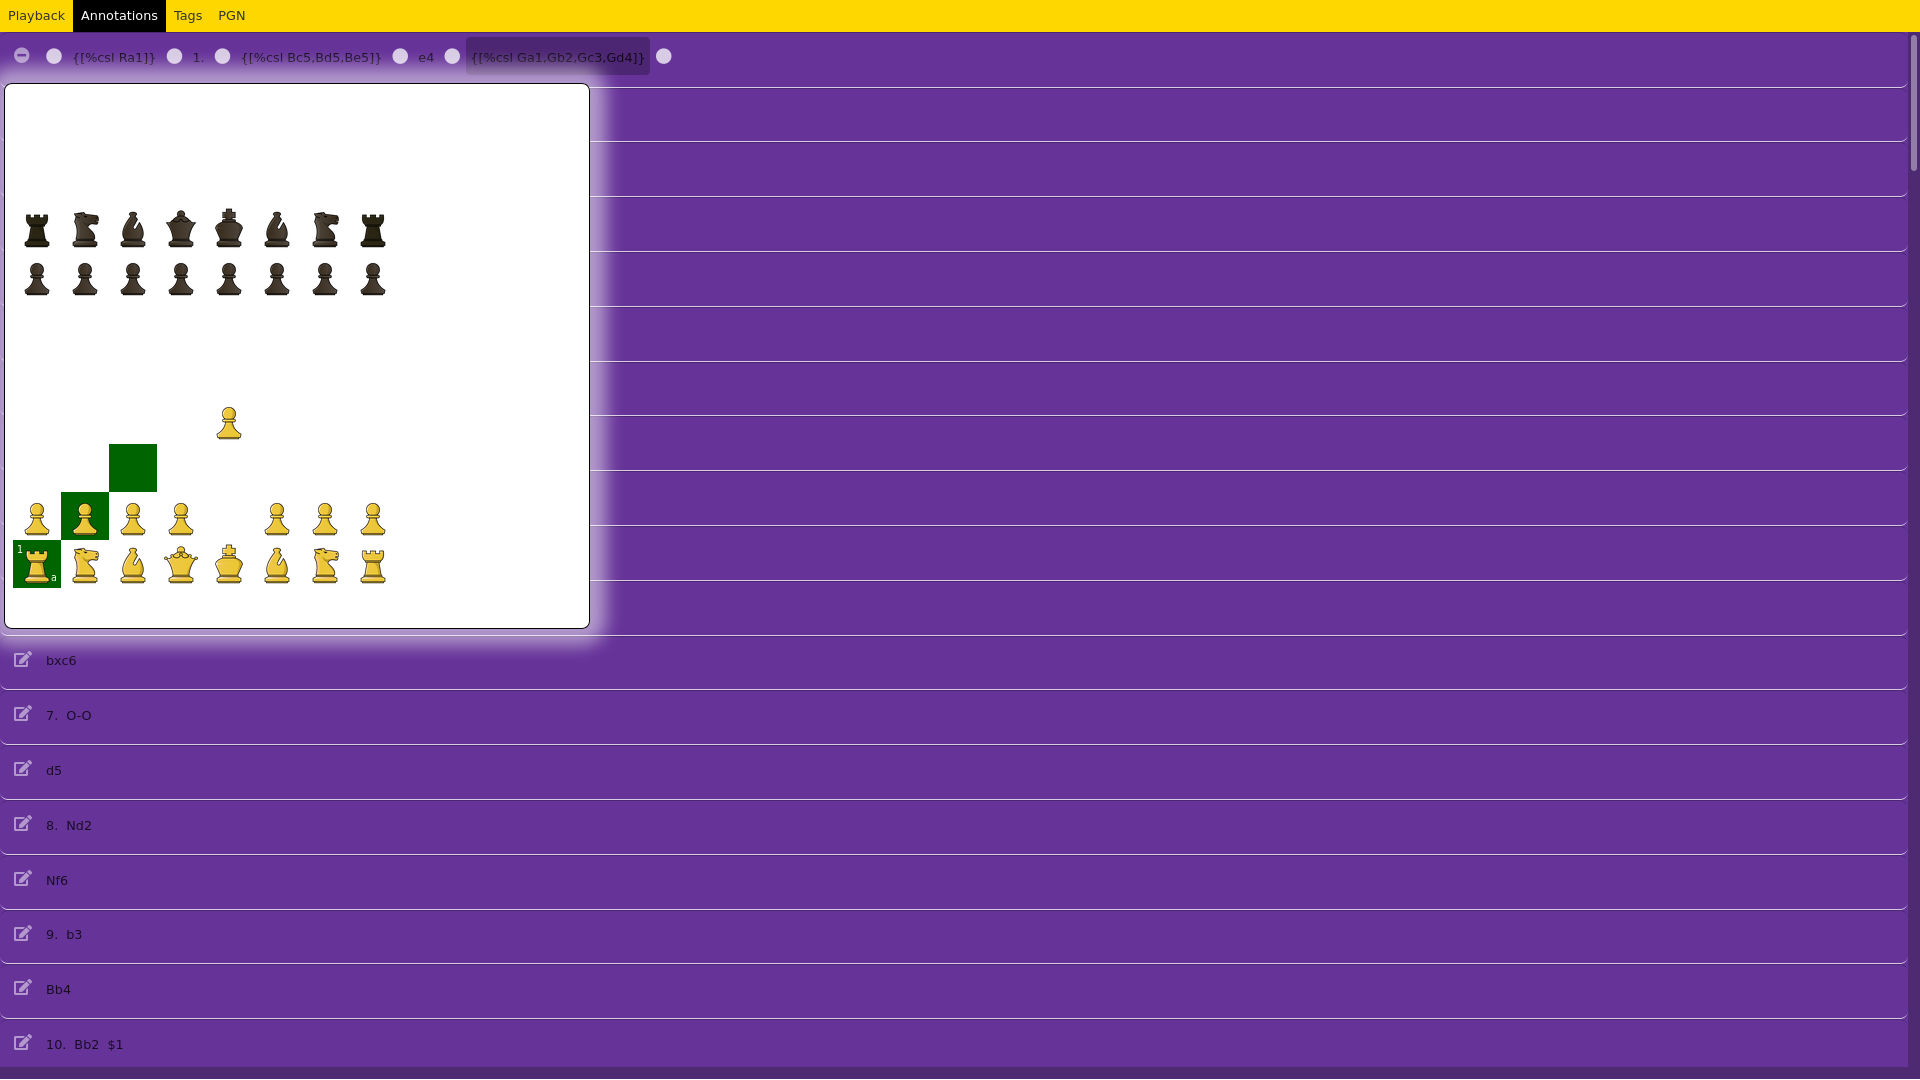 Playback Annotations Tags PGN
{[%csl Ra1]} 1. {[%csl Bc5,Bd5,Be5]} e4 {[%csl Ga1,Gb2,Gc3,Gd4]}
1
a
bxc6
7. O-O
d5
8. Nd2
Nf6
9. b3
Bb4
10. Bb2 $1